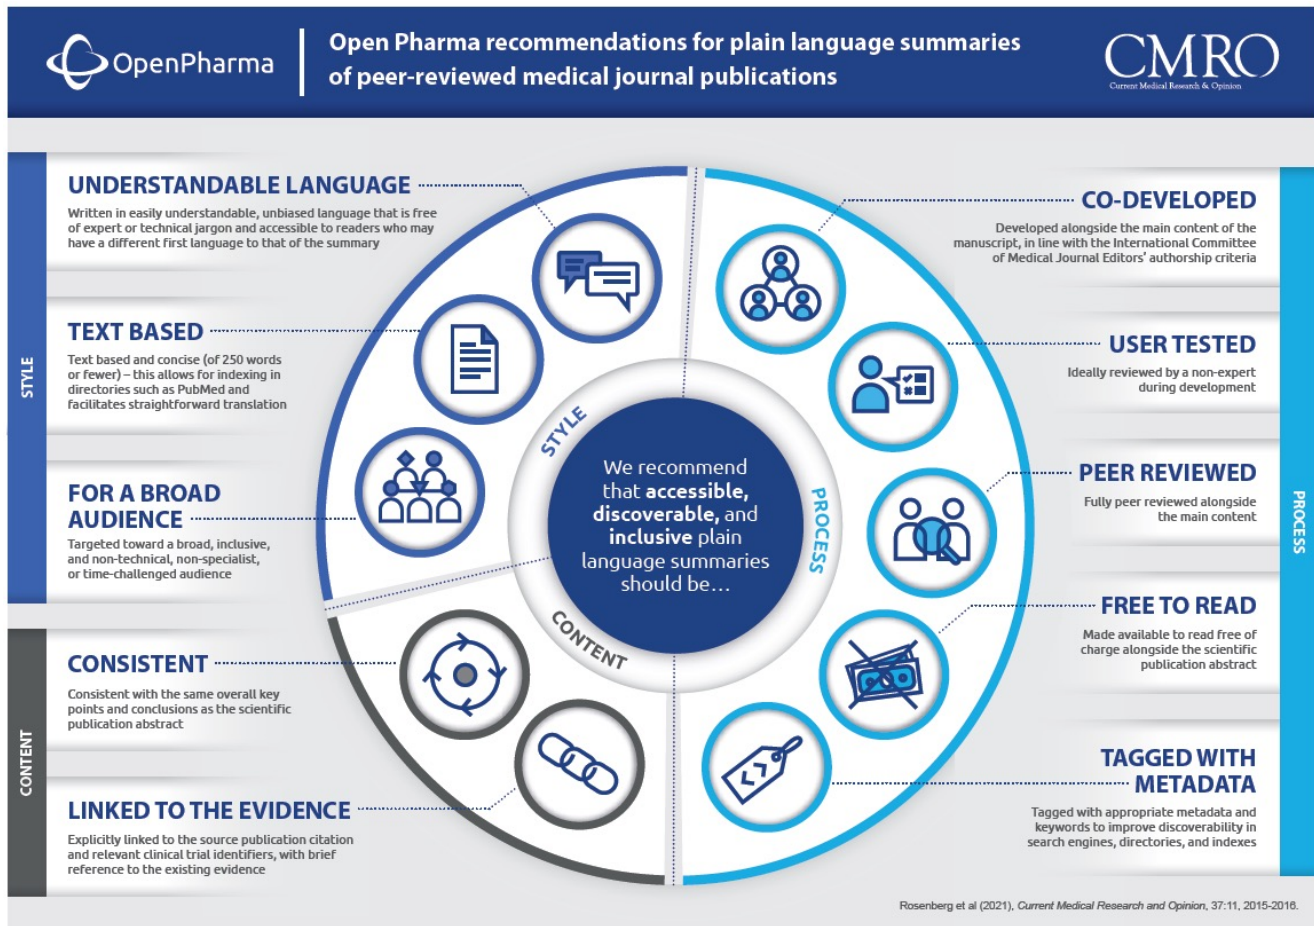 OpenPharma
Open Pharma recommendations for plain language summaries
of peer-reviewed medical journal publications
CMRO
Current Medical Research & Opinion
STYLE
UNDERSTANDABLE LANGUAGE
Written in easily understandable, unbiased language that is free
of expert or technical jargon and accessible to readers who may
have a different first language to that of the summary
TEXT BASED
Text based and concise (of 250 words
or fewer) – this allows for indexing in
directories such as PubMed and
facilitates straightforward translation
FOR A BROAD
AUDIENCE
Targeted toward a broad, inclusive,
and non-technical, non-specialist,
or time-challenged audience
CONTENT
CONSISTENT
Consistent with the same overall key
points and conclusions as the scientific
publication abstract
LINKED TO THE EVIDENCE
Explicitly linked to the source publication citation
and relevant clinical trial identifiers, with brief
reference to the existing evidence
STYLE
PROCESS
CONTENT
We recommend
that accessible,
discoverable, and
inclusive plain
language summaries
should be…
PROCESS
CO-DEVELOPED
Developed alongside the main content of the
manuscript, in line with the International Committee
of Medical Journal Editors’ authorship criteria
USER TESTED
Ideally reviewed by a non-expert
during development
PEER REVIEWED
Fully peer reviewed alongside
the main content
FREE TO READ
Made available to read free of
charge alongside the scientific
publication abstract
TAGGED WITH
METADATA
Tagged with appropriate metadata and
keywords to improve discoverability in
search engines, directories, and indexes
Rosenberg et al (2021), Current Medical Research and Opinion, 37:11, 2015-2016.